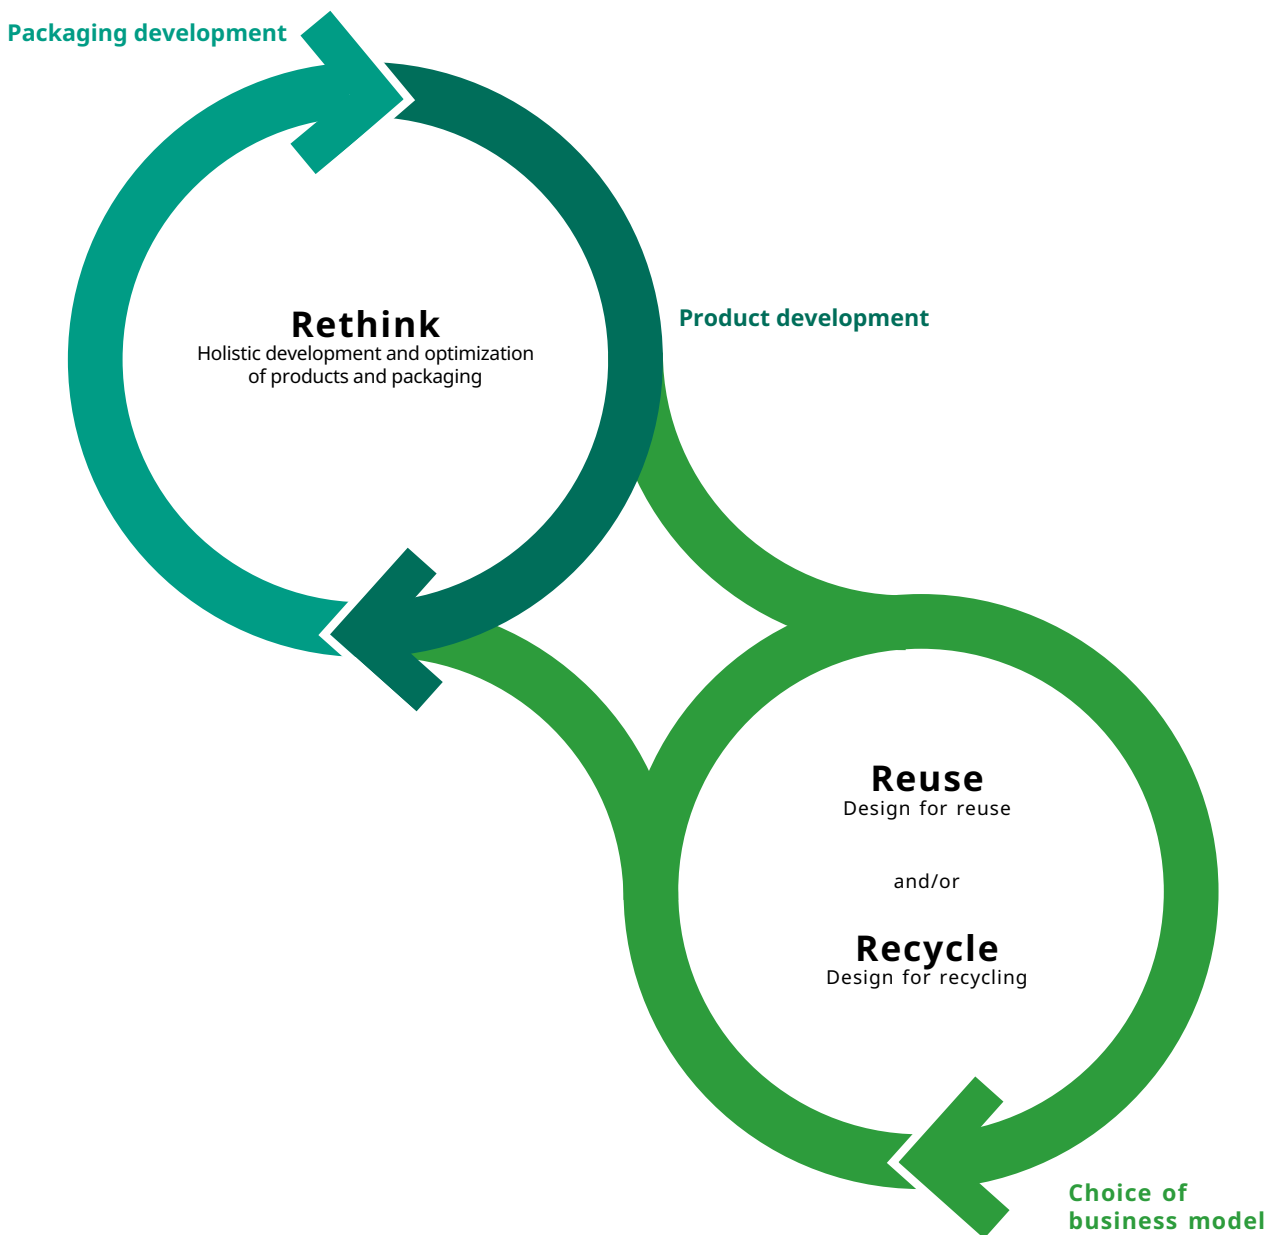 Packaging development
Rethink
Holistic development and optimization
of products and packaging
Product development
Reuse
Design for reuse
and/or
Recycle
Design for recycling
Choice of
business model